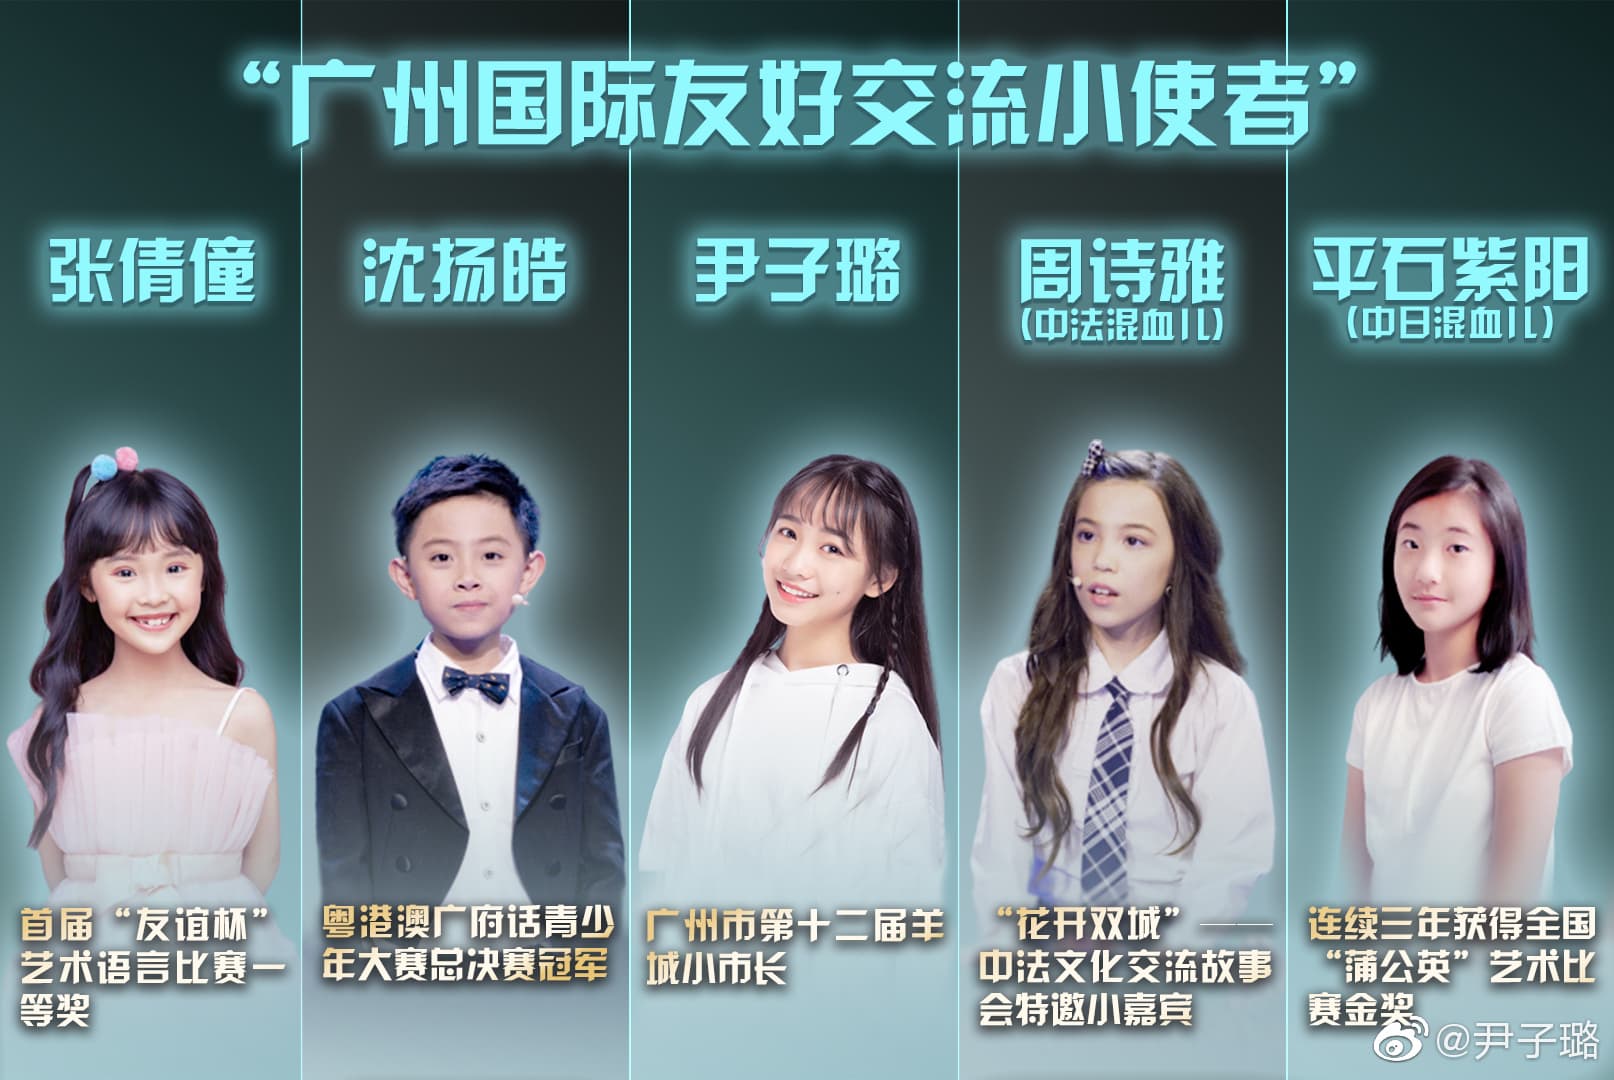 “广州国际友好交流小使者”
张倩僮
沈扬皓
尹子璐
周诗雅
(中法混血儿)
平石紫阳
(中日混血儿)
首届“友谊杯”
艺术语言比赛一
等奖
粤港澳广府话青少
年大赛总决赛冠军
广州市第十二届羊
城小市长
“花开双城”——
中法文化交流故事
会特邀小嘉宾
连续三年获得全国
“蒲公英”艺术比
赛金奖
@尹子璐